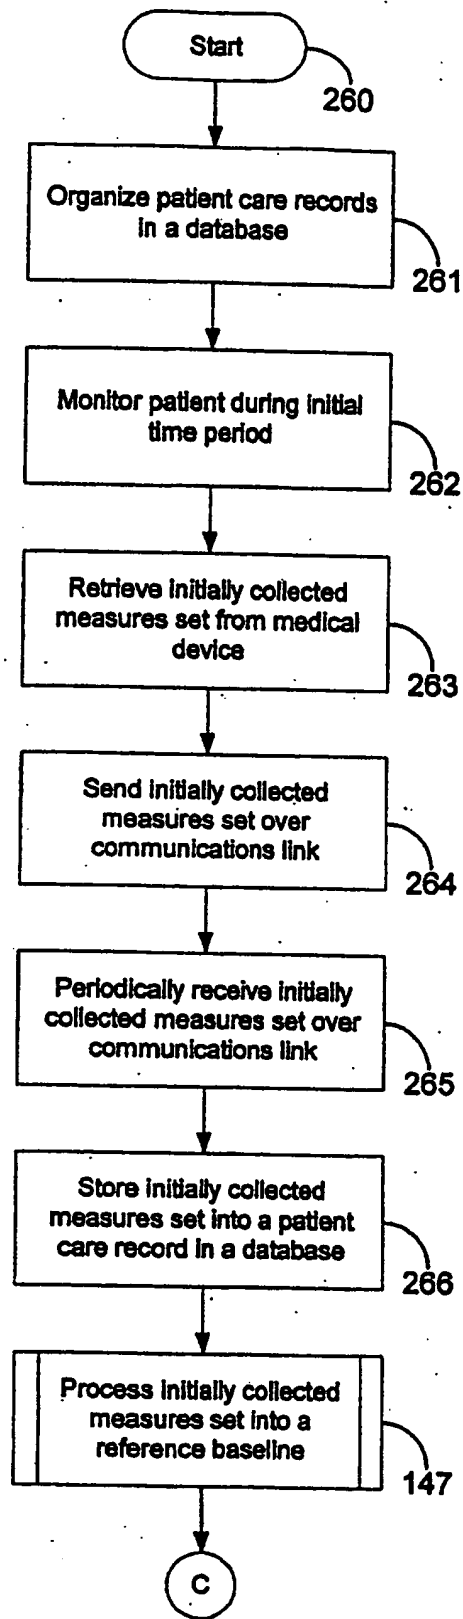 Start
260
Organize patient care records
in a database
261
Monitor patient during initial
time period
262
Retrieve initially collected
measures set from medical
device
263
Send initially collected
measures set over
communications link
264
Periodically receive initially
collected measures set over
communications link
265
Store initially collected
measures set into a patient
care record in a database
266
Process initially collected
measures set into a
reference baseline
147
C